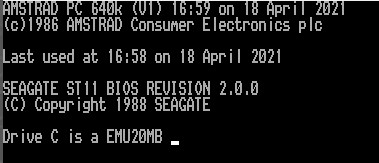 AMSTRAD PC 640k (V1) 16:59 on 18 April 2021
(c)1986 AMSTRAD Consumer Electronics plc
Last used at 16:58 on 18 April 2021
SEAGATE ST11 BIOS REVISION 2.0.0
(C) Copyright 1988 SEAGATE
Drive C is a EMU20MB